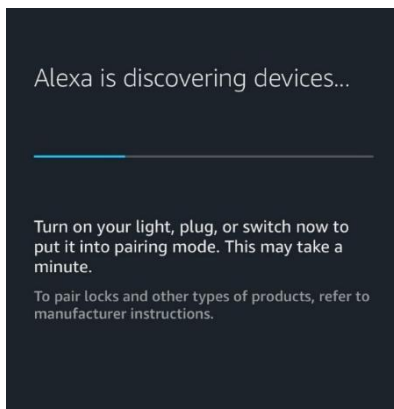 Alexa is discovering devices...
Turn on your light, plug, or switch now to
put it into pairing mode. This may take a
minute.
To pair locks and other types of products, refer to
manufacturer instructions.